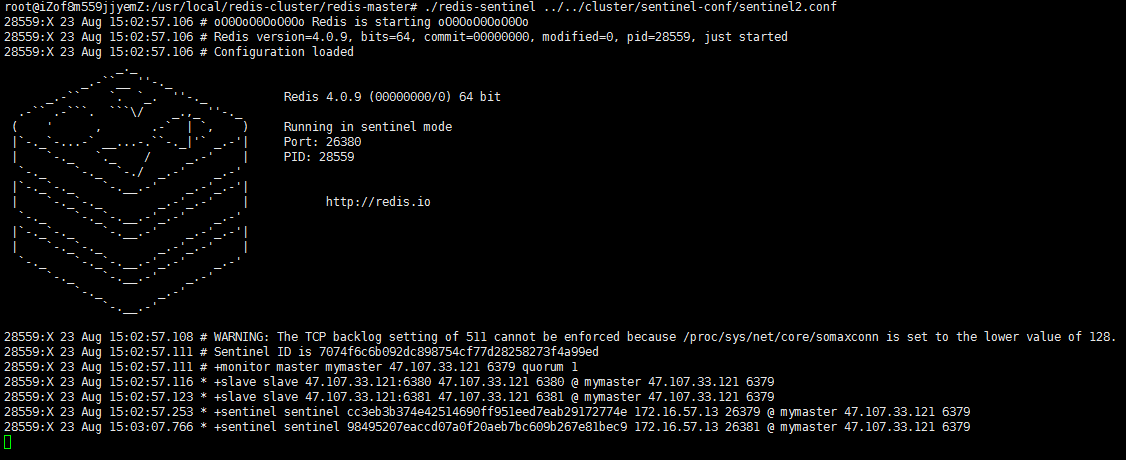 root@iZof8m559jjyemZ:/usr/local/redis-cluster/redis-master# ./redis-sentinel ../../cluster/sentinel-conf/sentinel2.conf
28559:X 23 Aug 15:02:57.106 # oO0OoO0OoO0Oo Redis is starting oO0OoO0OoO0Oo
28559:X 23 Aug 15:02:57.106 # Redis version=4.0.9, bits=64, commit=00000000, modified=0, pid=28559, just started
28559:X 23 Aug 15:02:57.106 # Configuration loaded
Redis 4.0.9 (00000000/0) 64 bit
Running in sentinel mode
Port: 26380
PID: 28559
http://redis.io
28559:X 23 Aug 15:02:57.108 # WARNING: The TCP backlog setting of 511 cannot be enforced because /proc/sys/net/core/somaxconn is set to the lower value of 128.
28559:X 23 Aug 15:02:57.111 # Sentinel ID is 7074f6c6b092dc898754cf77d28258273f4a99ed
28559:X 23 Aug 15:02:57.111 # +monitor master mymaster 47.107.33.121 6379 quorum 1
28559:X 23 Aug 15:02:57.116 * +slave slave 47.107.33.121:6380 47.107.33.121 6380 @ mymaster 47.107.33.121 6379
28559:X 23 Aug 15:02:57.123 * +slave slave 47.107.33.121:6381 47.107.33.121 6381 @ mymaster 47.107.33.121 6379
28559:X 23 Aug 15:02:57.253 * +sentinel sentinel cc3eb3b374e42514690ff951eed7eab29172774e 172.16.57.13 26379 @ mymaster 47.107.33.121 6379
28559:X 23 Aug 15:03:07.766 * +sentinel sentinel 98495207eaccd07a0f20aeb7bc609b267e81bec9 172.16.57.13 26381 @ mymaster 47.107.33.121 6379